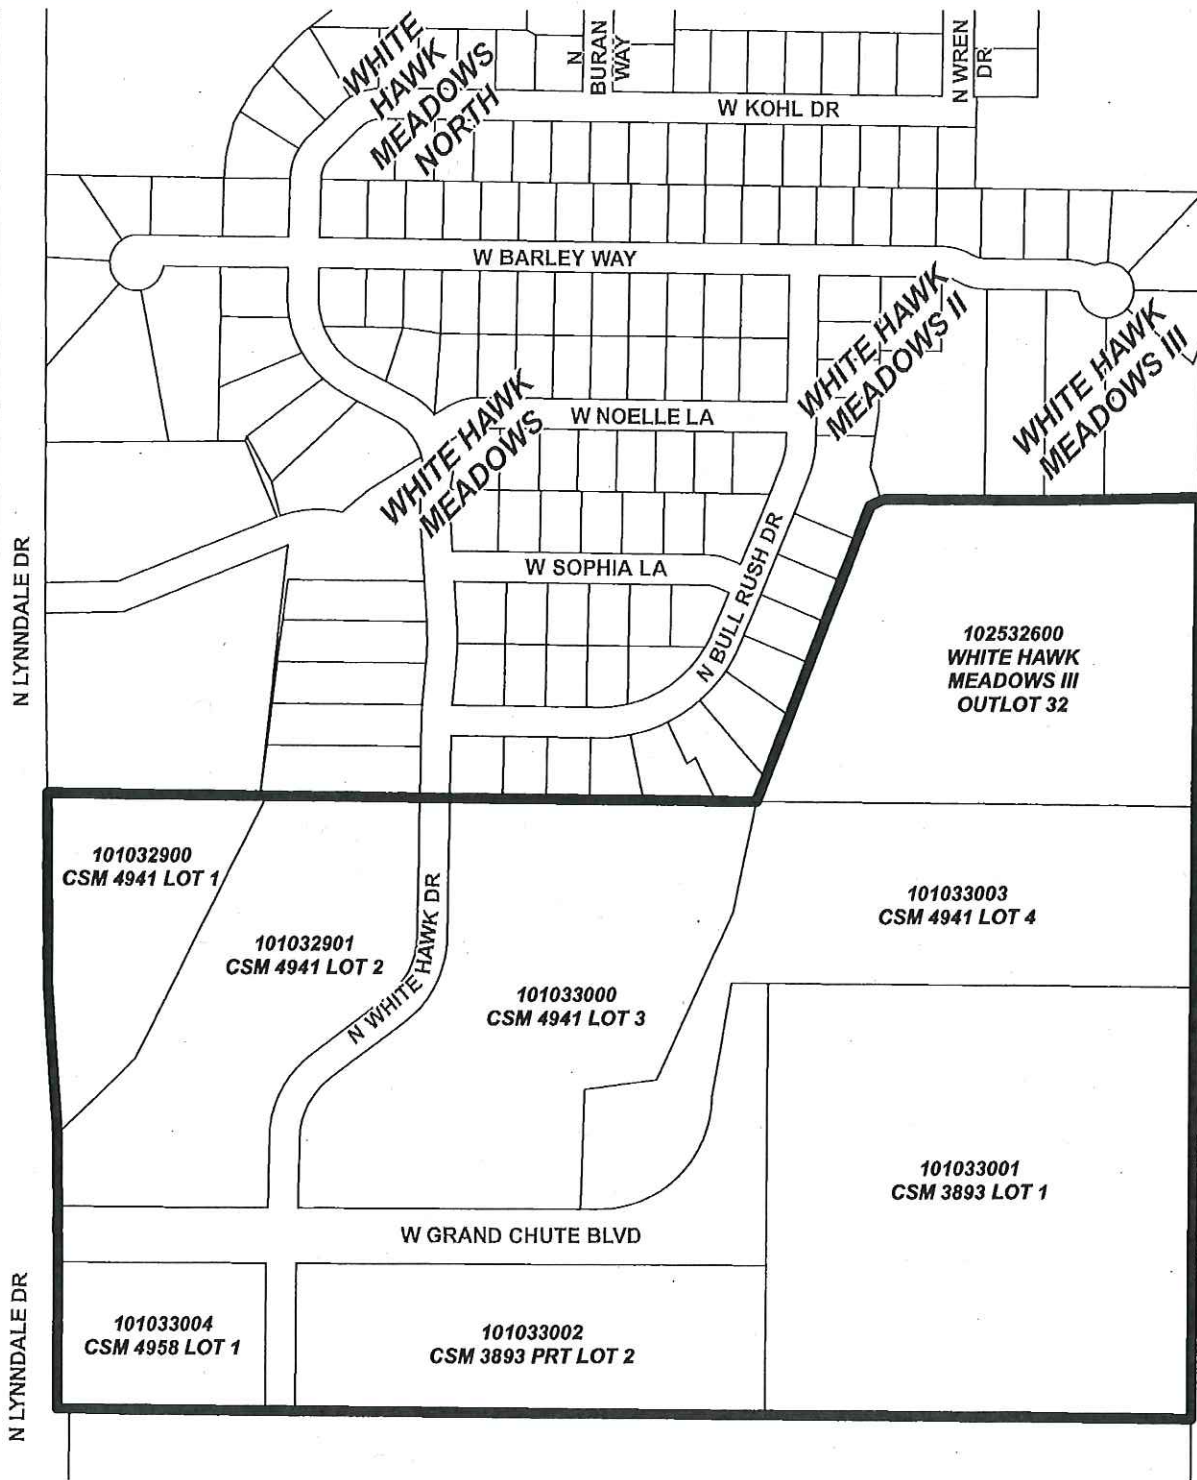 WHITE
HAWK
MEADOWS
NORTH
N
BURAN
WAY
N WREN
DR
W KOHL DR
W BARLEY WAY
WHITE HAWK
MEADOWS II
WHITE HAWK
MEADOWS III
W NOELLE LA
WHITE HAWK
MEADOWS
N LYNNDALE DR
W SOPHIA LA
N BULL RUSH DR
102532600
WHITE HAWK
MEADOWS III
OUTLOT 32
101032900
CSM 4941 LOT 1
101032901
CSM 4941 LOT 2
N WHITE HAWK DR
101033000
CSM 4941 LOT 3
101033003
CSM 4941 LOT 4
101033001
CSM 3893 LOT 1
W GRAND CHUTE BLVD
N LYNNDALE DR
101033004
CSM 4958 LOT 1
101033002
CSM 3893 PRT LOT 2